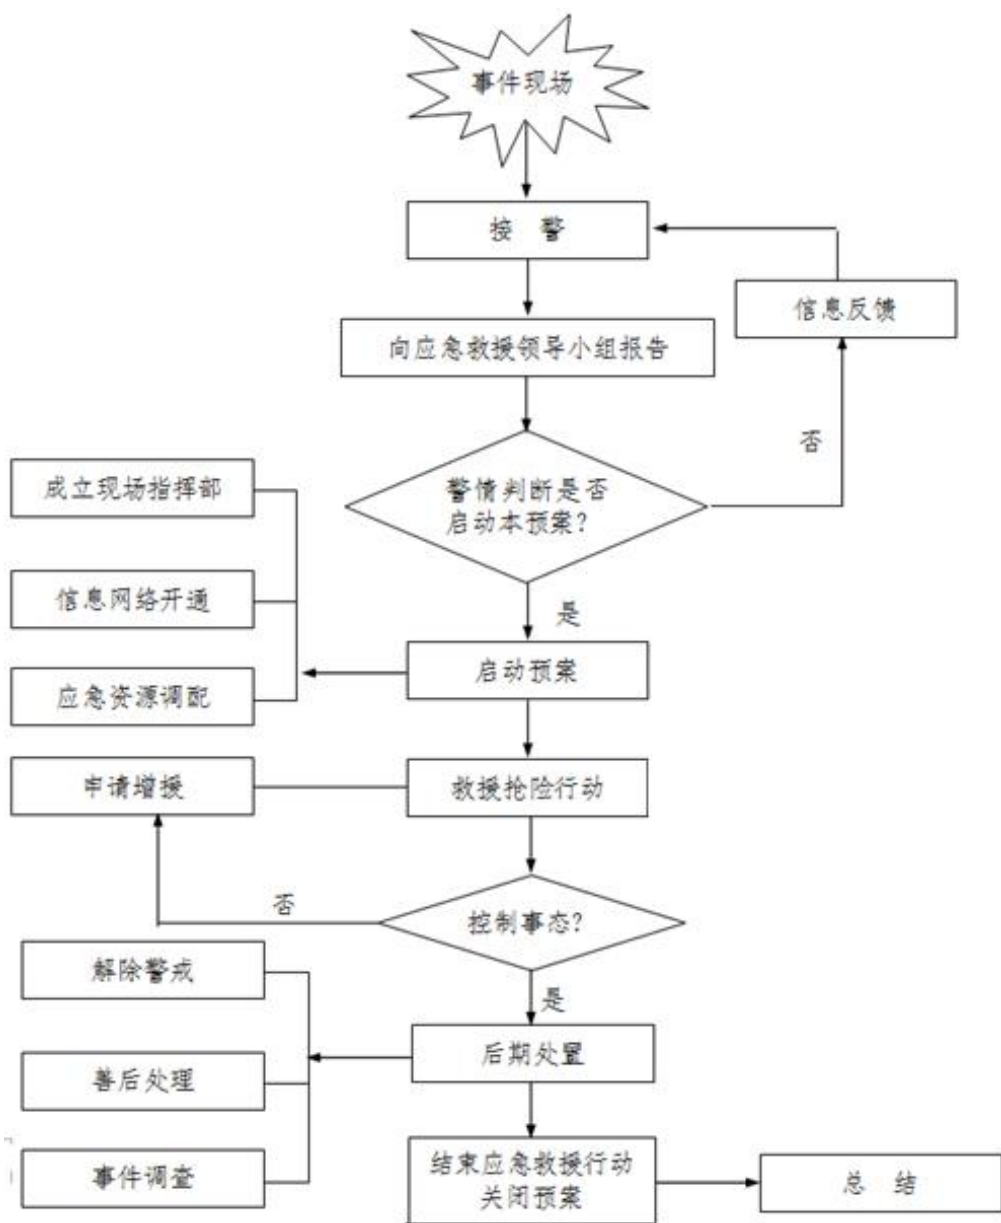 事件现场
接 警
信息反馈
向应急救援领导小组报告
否
成立现场指挥部
警情判断是否
启动本预案?
信息网络开通
是
启动预案
应急资源调配
申请增援
救援抢险行动
否
控制事态?
解除警戒
是
后期处置
善后处理
事件调查
结束应急救援行动
关闭预案
总 结